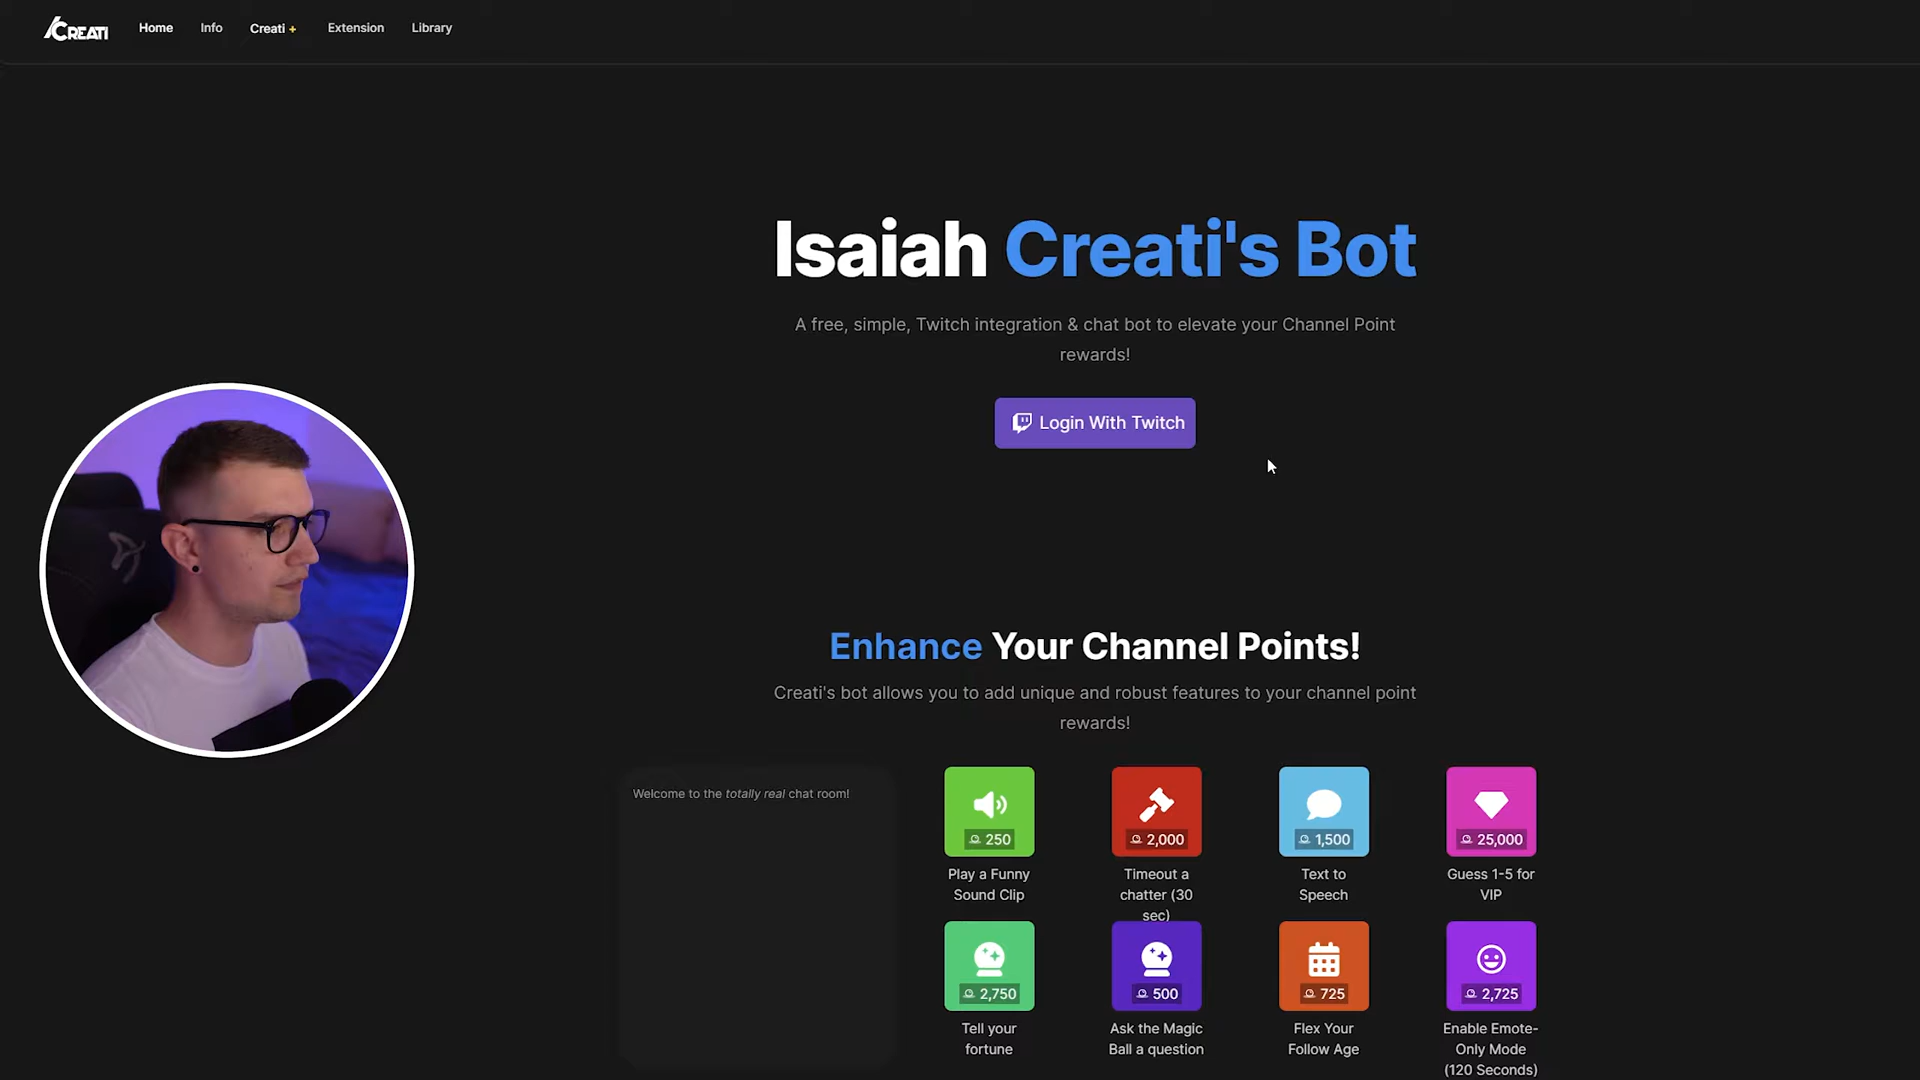 CREATI
Home
Info
Creati +
Extension
Library
Isaiah Creati's Bot
A free, simple, Twitch integration & chat bot to elevate your Channel Point
rewards!
Login With Twitch
Enhance Your Channel Points!
Creati's bot allows you to add unique and robust features to your channel point
rewards!
Welcome to the totally real chat room!
250
Play a Funny
Sound Clip
2,000
Timeout a
chatter (30
sec)
1,500
Text to
Speech
25,000
Guess 1-5 for
VIP
2,750
Tell your
fortune
500
Ask the Magic
Ball a question
725
Flex Your
Follow Age
2,725
Enable Emote-
Only Mode
(120 Seconds)